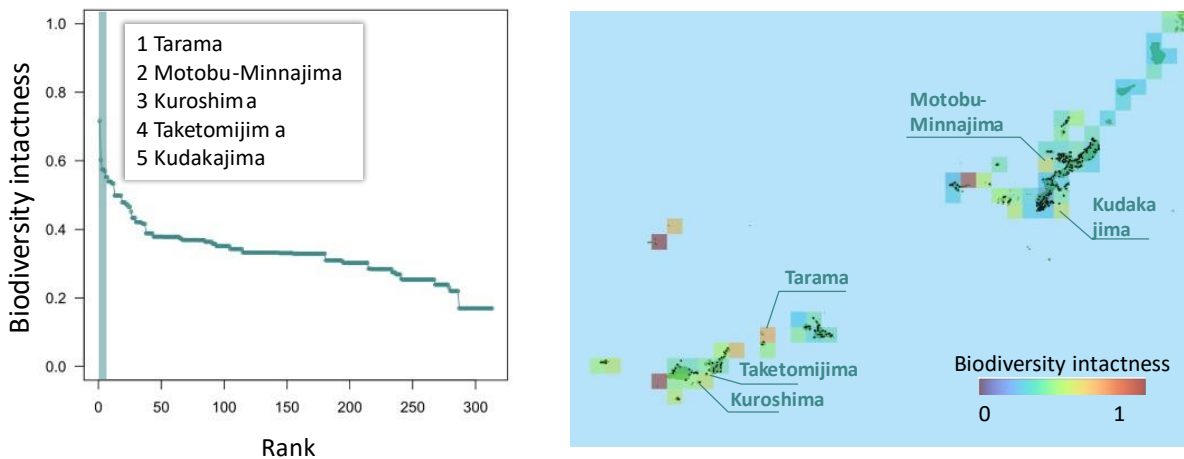 Biodiversity intactness
1.0
0.8
0.6
0.4
0.2
0.0
1 Tarama
2 Motobu-Minnajima
3 Kuroshima
4 Taketomijim a
5 Kudakajima
0
50
100
150
200
250
300
Rank
Motobu-
Minnajima
Kudaka
jima
Tarama
Taketomijima
Kuroshima
Biodiversity intactness
0
1